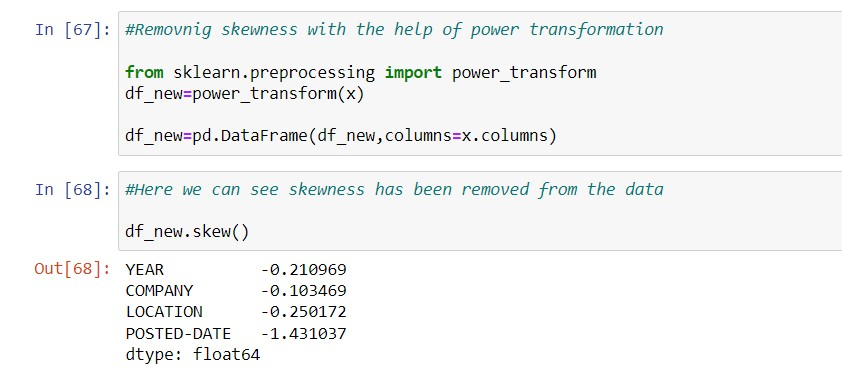 In [67]: #Removnig skewness with the help of power transformation
from sklearn.preprocessing import power_transform
df_new=power_transform(x)
df_new=pd.DataFrame(df_new,columns=x.columns)
In [68]: #Here we can see skewness has been removed from the data
df_new.skew()
Out[68]: YEAR -0.210969
COMPANY -0.103469
LOCATION -0.250172
POSTED-DATE -1.431037
dtype: float64